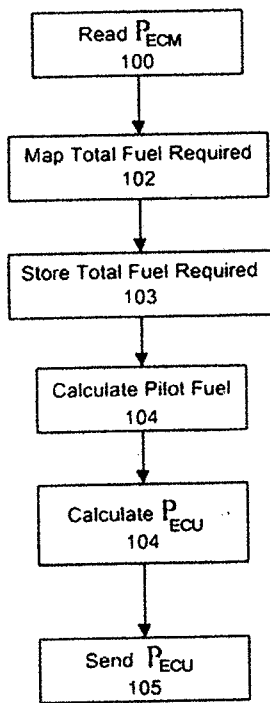 Read P_ECM
100
Map Total Fuel Required
102
Store Total Fuel Required
103
Calculate Pilot Fuel
104
Calculate P_ECU
104
Send P_ECU
105